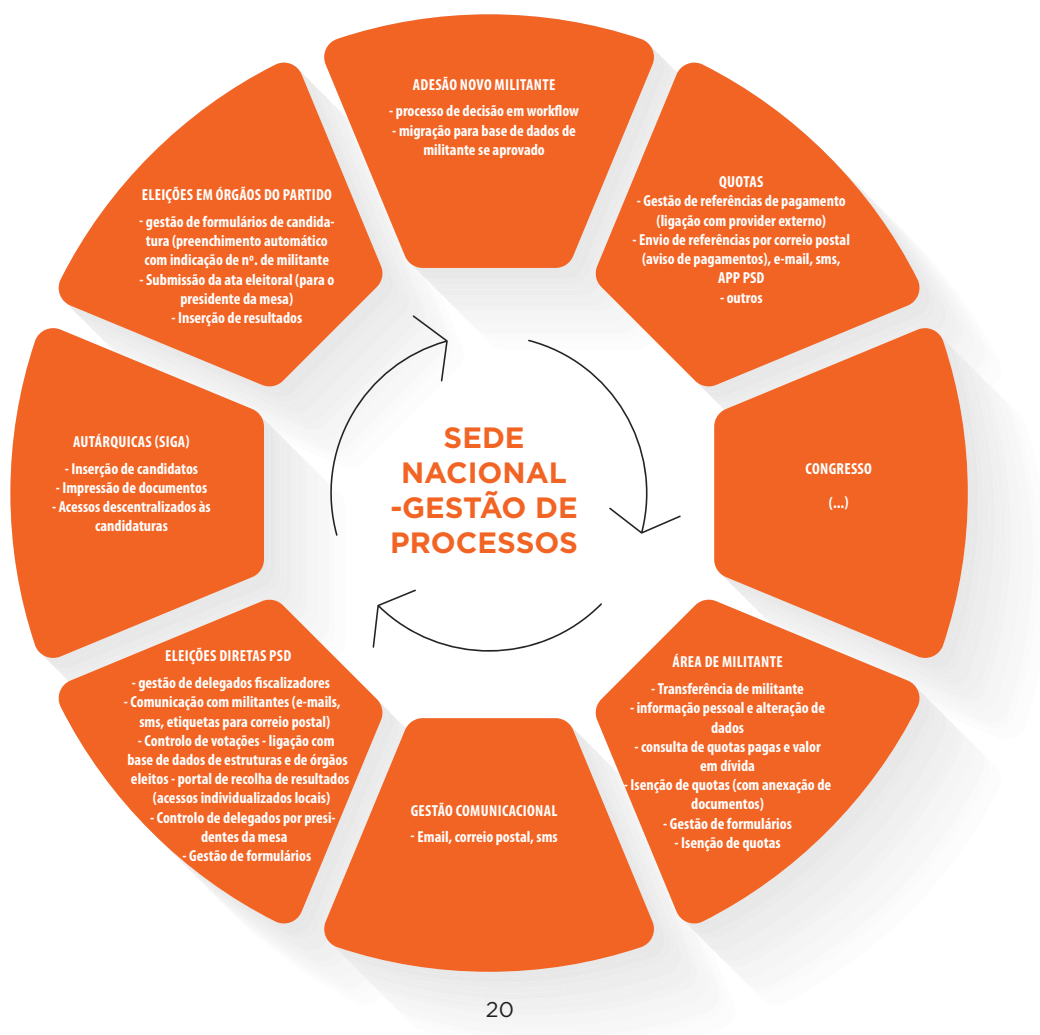 ADESÃO NOVO MILITANTE
- processo de decisão em workflow
- migração para base de dados de
militante se aprovado
QUOTAS
- Gestão de referências de pagamento
(ligação com provider externo)
- Envio de referências por correio postal
(aviso de pagamentos), e-mail, sms,
APP PSD
- outros
CONGRESSO
(...)
ÁREA DE MILITANTE
- Transferência de militante
- informação pessoal e alteração de
dados
- consulta de quotas pagas e valor
em dívida
- Isenção de quotas (com anexação de
documentos)
- Gestão de formulários
- Isenção de quotas
GESTÃO COMUNICACIONAL
- Email, correio postal, sms
ELEIÇÕES DIRETAS PSD
- gestão de delegados fiscalizadores
- Comunicação com militantes (e-mails,
sms, etiquetas para correio postal)
- Controlo de votações - ligação com
base de dados de estruturas e de órgãos
eleitos - portal de recolha de resultados
(acessos individualizados locais)
- Controlo de delegados por presi-
dentes da mesa
- Gestão de formulários
AUTÁRQUICAS (SIGA)
- Inserção de candidatos
- Impressão de documentos
- Acessos descentralizados às
candidaturas
ELEIÇÕES EM ÓRGÃOS DO PARTIDO
- gestão de formulários de candida-
tura (preenchimento automático
com indicação de nº. de militante
- Submissão da ata eleitoral (para o
presidente da mesa)
- Inserção de resultados
SEDE
NACIONAL
-GESTÃO DE
PROCESSOS
20